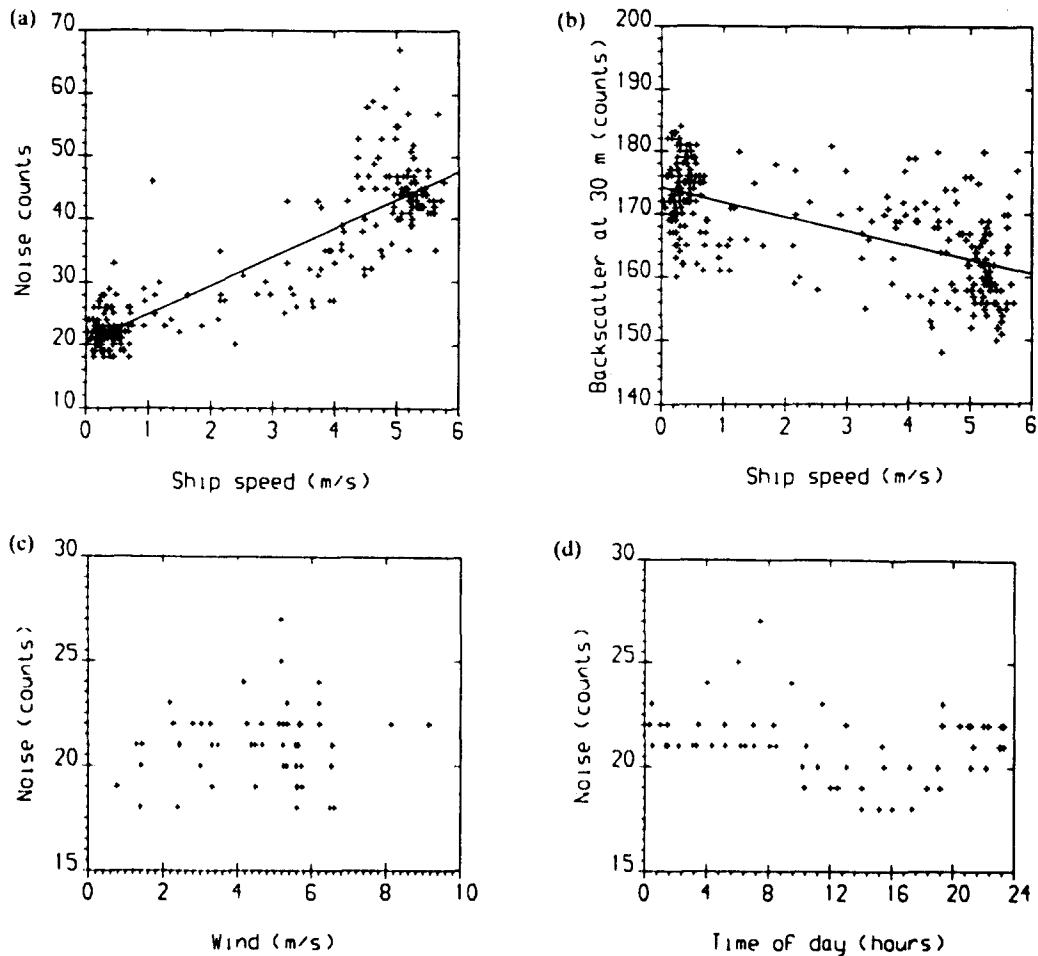 (a)
70
60
50
40
30
20
10
Noise counts
0 1 2 3 4 5 6
Ship speed (m/s)
(b)
200
190
180
170
160
150
140
Backscatter at 30 m (counts)
0 1 2 3 4 5 6
Ship speed (m/s)
(c)
30
25
20
15
Noise (counts)
0 2 4 6 8 10
Wind (m/s)
(d)
30
25
20
15
Noise (counts)
0 4 8 12 16 20 24
Time of day (hours)